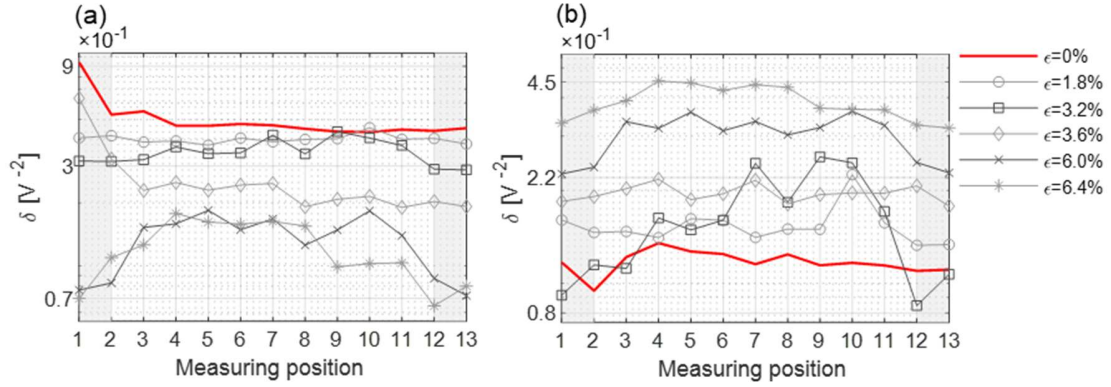 (a)
×10⁻¹
9
3
0.7
δ [V⁻²]
1 2 3 4 5 6 7 8 9 10 11 12 13
Measuring position
(b)
×10⁻¹
4.5
2.2
0.8
δ [V⁻²]
1 2 3 4 5 6 7 8 9 10 11 12 13
Measuring position
ϵ=0%
ϵ=1.8%
ϵ=3.2%
ϵ=3.6%
ϵ=6.0%
ϵ=6.4%